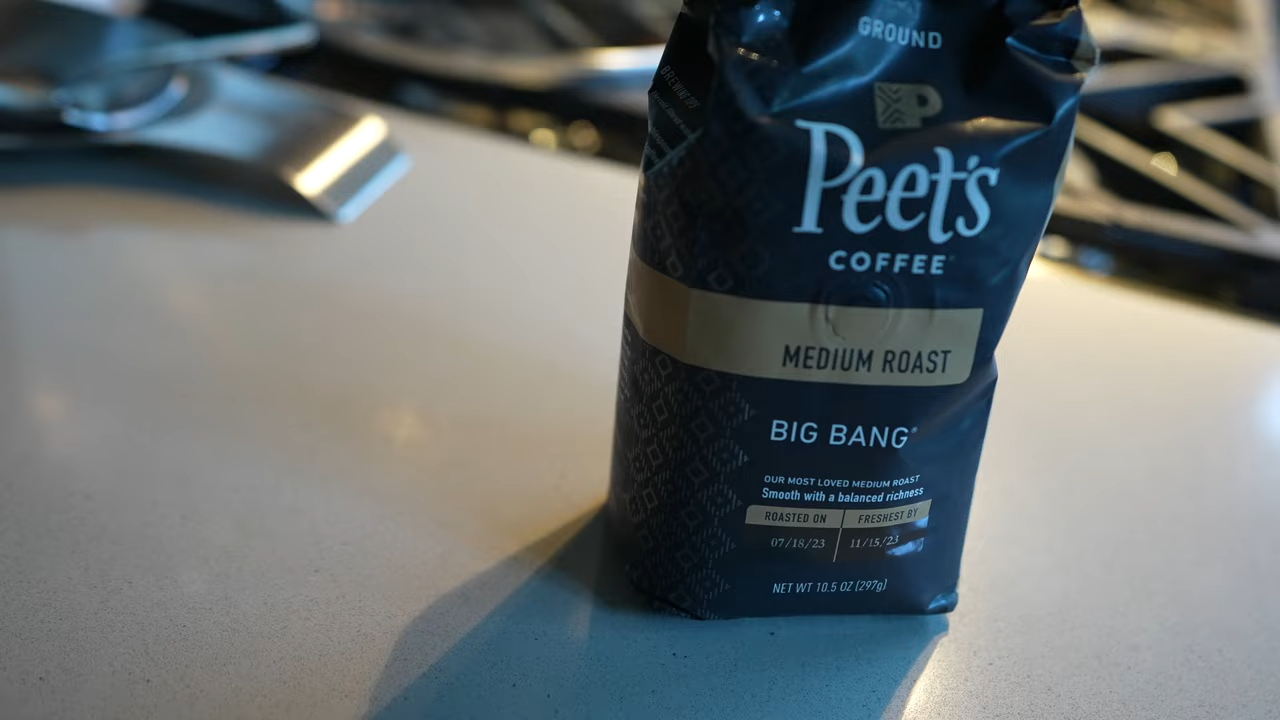 GROUND
BREWING
P
Peet's
COFFEE
MEDIUM ROAST
BIG BANG®
OUR MOST LOVED MEDIUM ROAST
Smooth with a balanced richness
ROASTED ON FRESHEST BY
07/18/23 11/15/23
NET WT 10.5 OZ (297g)